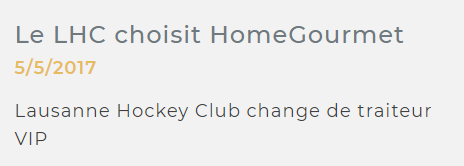 Le LHC choisit HomeGourmet
5/5/2017
Lausanne Hockey Club change de traiteur
VIP